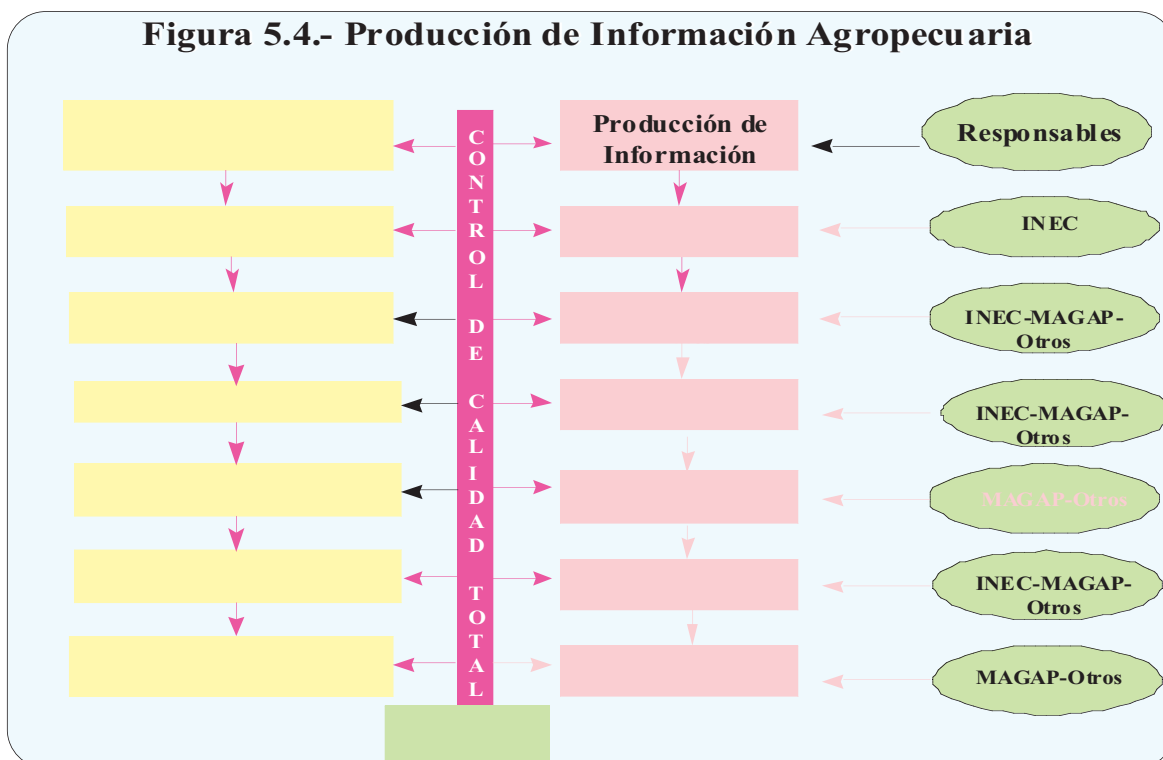 Figura 5.4.- Producción de Información Agropecuaria
CONTROL DE CALIDAD TOTAL
Producción de
Información
Responsables
INEC
INEC-MAGAP-
Otros
INEC-MAGAP-
Otros
MAGAP-Otros
INEC-MAGAP-
Otros
MAGAP-Otros